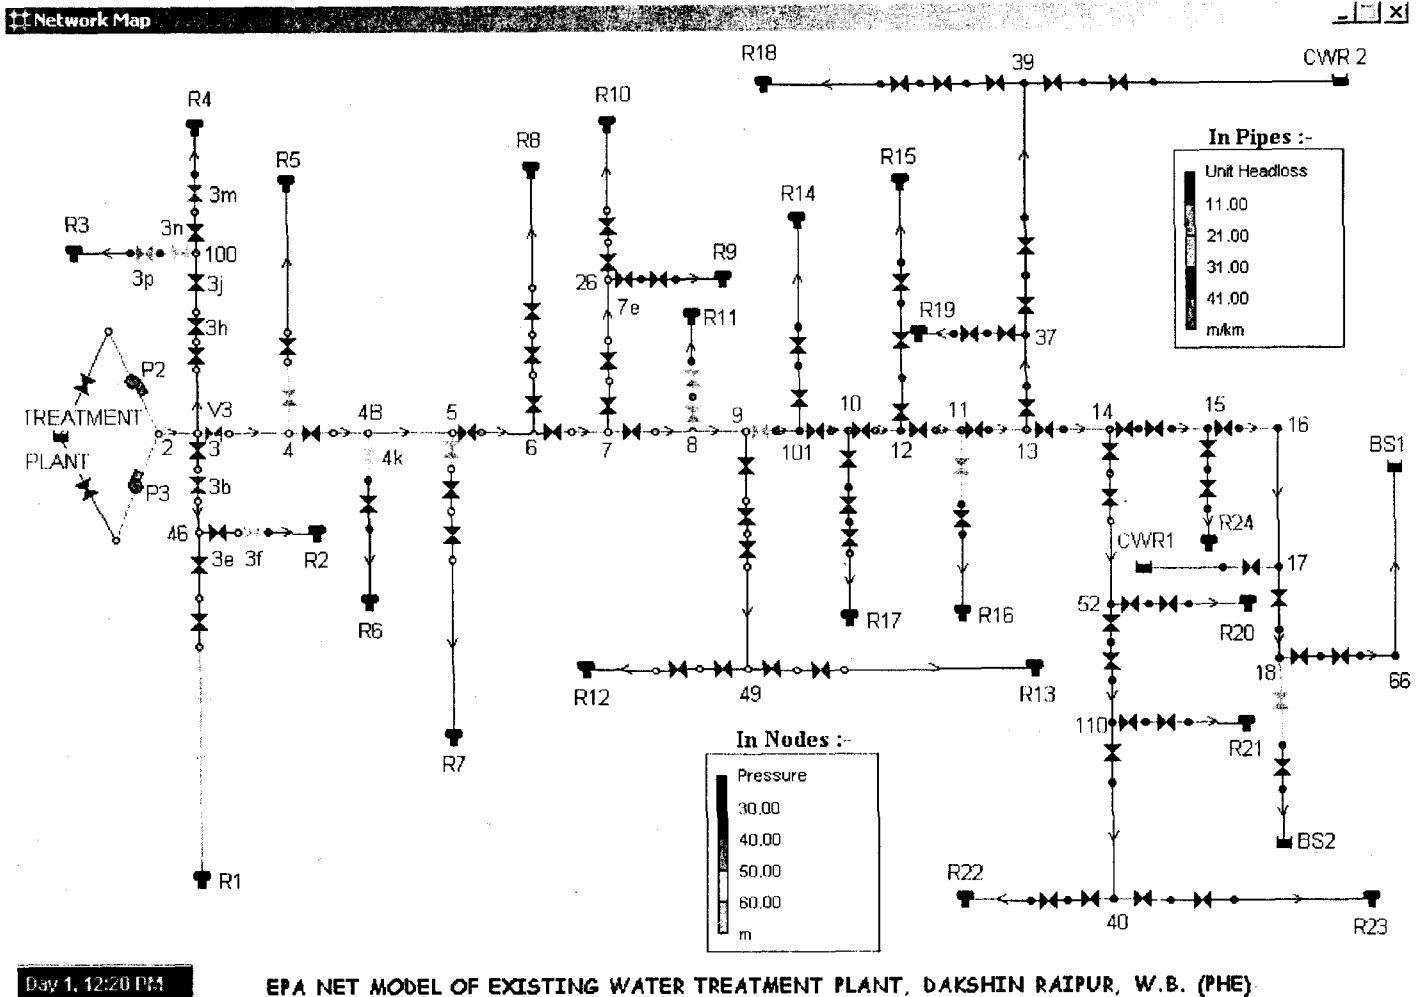 Network Map
R18
39
CWR 2
R4
R10
R8
R15
R5
In Pipes :-
Unit Headloss
11.00
21.00
31.00
41.00
m/km
3m
R14
R3
3n
100
R9
3p
3j
26
7e
R11
R19
3h
37
P2
TREATMENT
PLANT
V3
4B
5
9
10
11
14
15
16
2
3
4
4k
6
7
8
101
12
13
BS1
P3
3b
46
3e
3f
R2
R24
CWR1
17
R6
R17
R16
52
R20
R12
49
R13
18
66
R7
In Nodes :-
Pressure
30.00
40.00
50.00
60.00
m
110
R21
BS2
R1
R22
40
R23
Day 1, 12:20 PM
EPA NET MODEL OF EXISTING WATER TREATMENT PLANT, DAKSHIN RAIPUR, W.B. (PHE)